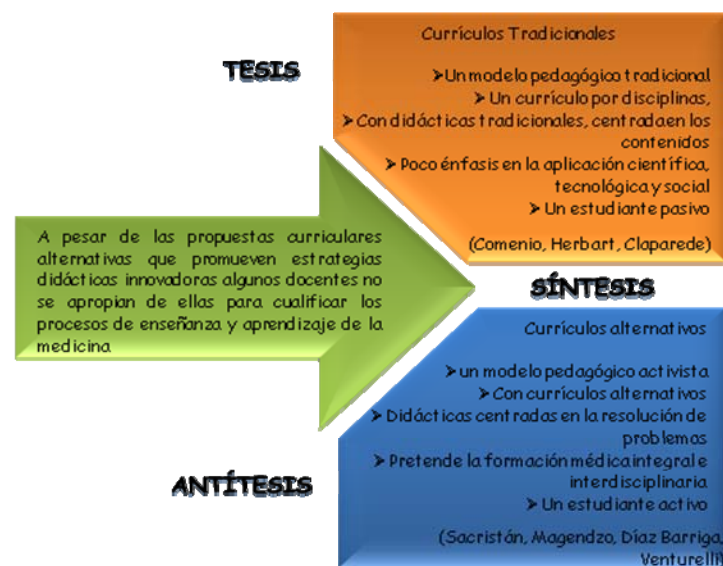 TESIS
Currículos Tradicionales
➤Un modelo pedagógico tradicional
➤ Un currículo por disciplinas,
➤ Con didácticas tradicionales, centrada en los
contenidos
➤ Poco énfasis en la aplicación científica,
tecnológica y social
➤ Un estudiante pasivo
(Comenio, Herbart, Claparede)
A pesar de las propuestas curriculares
alternativas que promueven estrategias
didácticas innovadoras algunos docentes no
se apropian de ellas para cualificar los
procesos de enseñanza y aprendizaje de la
medicina
SÍNTESIS
Currículos alternativos
➤ un modelo pedagógico activista
➤ Con currículos alternativos
➤ Didácticas centradas en la resolución de
problemas
➤ Pretende la formación médica integral e
interdisciplinaria
➤ Un estudiante activo
(Sacristán, Magendzo, Díaz Barriga,
Venturelli)
ANTÍTESIS